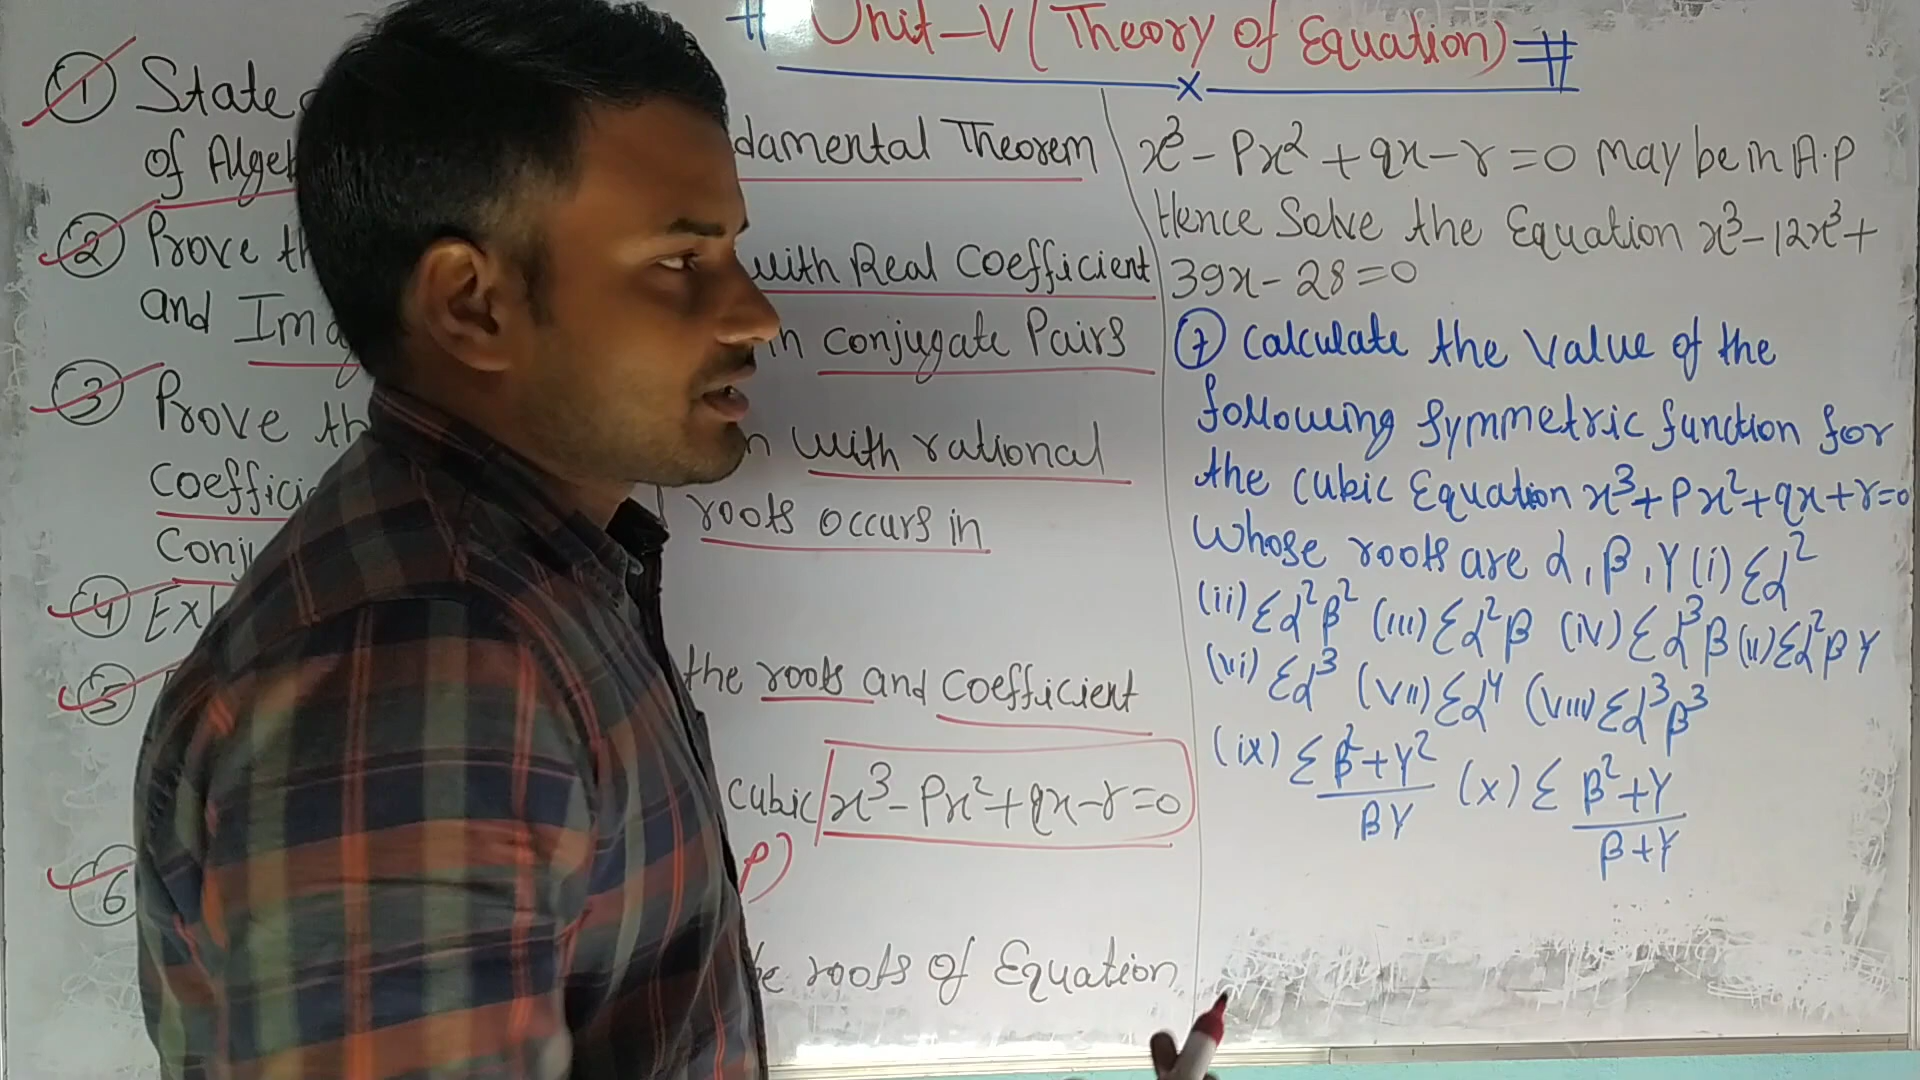 # Unit-V (Theory of Equation) #
x
① State
damental Theorem
of Alge
② Prove th
with Real Coefficient
and Ima
in Conjugate Pairs
③ Prove th
with rational
Coefficie
roots occurs in
Conj
④ Ex
⑤
the roots and Coefficient
cubic x³-Px²+qx-r=0
P)
⑥
roots of Equation
x³-Px²+qx-r=0 may be in A.P
Hence Solve the Equation x³-12x³+
39x-28=0
⑦ Calculate the value of the
following Symmetric function for
the Cubic Equation x³+Px²+qx+r=0
Whose roots are α, β, γ (i) Σα²
(ii) Σα²β² (iii) Σα²β (iv) Σα³β (v) Σα²βγ
(vi) Σα³ (vii) Σα⁴ (viii) Σα³β³
(ix) Σ β²+γ² / βγ (x) Σ β²+γ / β+γ